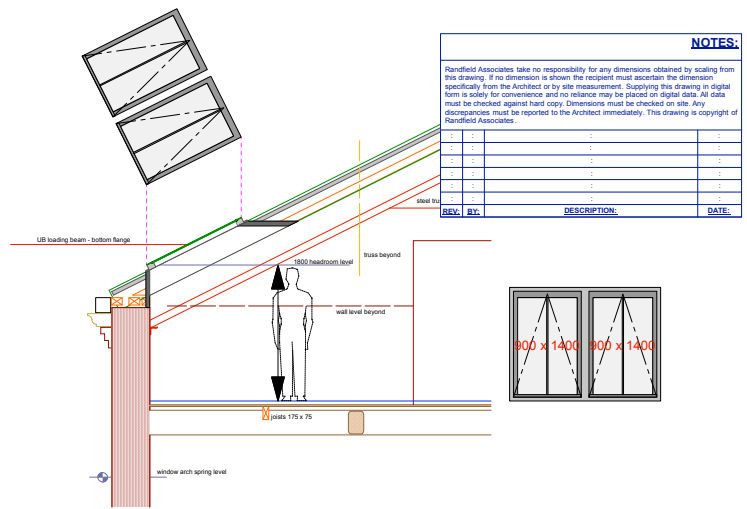 NOTES:
Randfield Associates take no responsibility for any dimensions obtained by scaling from
this drawing. If no dimension is shown the recipient must ascertain the dimension
specifically from the Architect or by site measurement. Supplying this drawing in digital
form is solely for convenience and no reliance may be placed on digital data. All data
must be checked against hard copy. Dimensions must be checked on site. Any
discrepancies must be reported to the Architect immediately. This drawing is copyright of
Randfield Associates.
: : : :
: : : :
: : : :
: : : :
: : : :
: : : :
REV: BY: DESCRIPTION: DATE:
steel
UB loading beam - bottom flange
truss beyond
1800 headroom level
wall level beyond
900 x 1400 900 x 1400
joists 175 x 75
window arch spring level